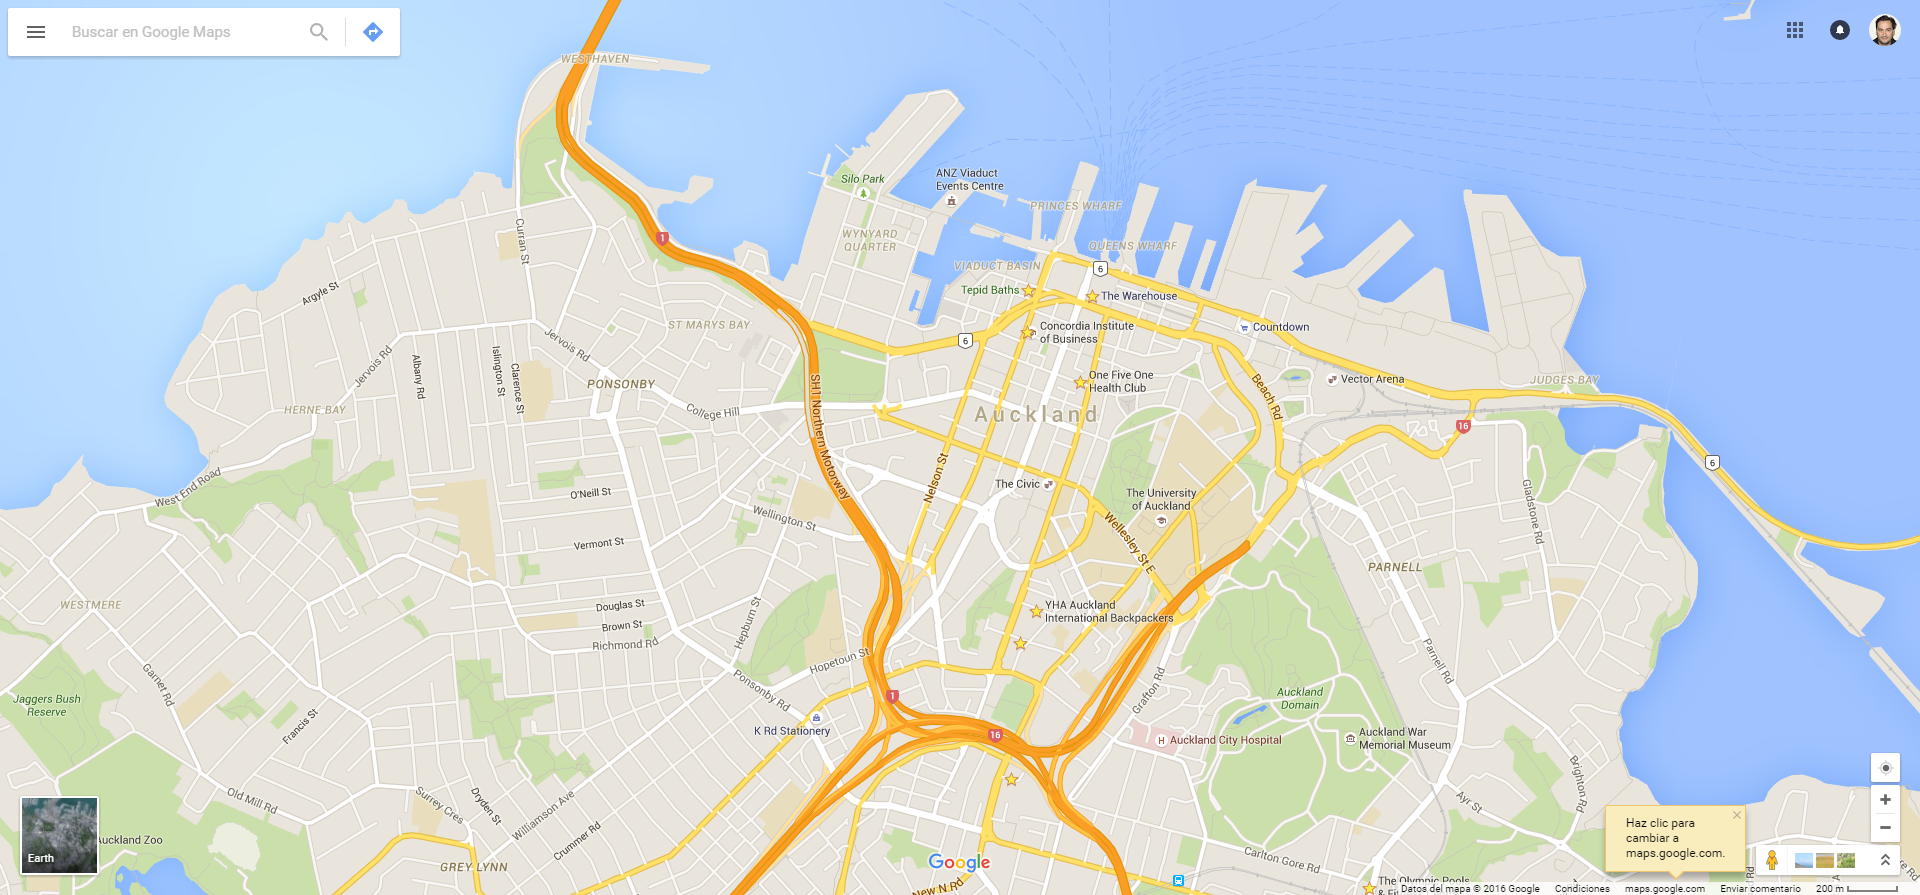 Buscar en Google Maps
WESTHAVEN
Silo Park
ANZ Viaduct
Events Centre
PRINCES WHARF
WYNYARD
QUARTER
QUEENS WHARF
Curran St
1
VIADUCT BASIN
6
Argyle St
Tepid Baths
The Warehouse
ST MARYS BAY
Concordia Institute
of Business
Countdown
6
Jervois Rd
Jervois Rd
Albany Rd
Islington St
Clarence St
PONSONBY
SH1 Northern Motorway
One Five One
Health Club
Beach Rd
Vector Arena
JUDGES BAY
HERNE BAY
College Hill
Auckland
16
6
West End Road
O'Neill St
Nelson St
The Civic
The University
of Auckland
Gladstone Rd
Wellington St
Wellesley St E
Vermont St
PARNELL
WESTMERE
Douglas St
Brown St
Richmond Rd
Hepburn St
YHA Auckland
International Backpackers
Hopetoun St
Parnell Rd
Garnet Rd
Ponsonby Rd
Grafton Rd
Jaggers Bush
Reserve
Francis St
1
Auckland
Domain
K Rd Stationery
16
Auckland City Hospital
Auckland War
Memorial Museum
Brighton Rd
Old Mill Rd
Surrey Cres
Dryden St
Williamson Ave
Crummer Rd
Ayr St
Auckland Zoo
Earth
GREY LYNN
Google
New N Rd
Carlton Gore Rd
The Olympic Pools
Haz clic para
cambiar a
maps.google.com.
Datos del mapa © 2016 Google
Condiciones
maps.google.com
Enviar comentario
200 m